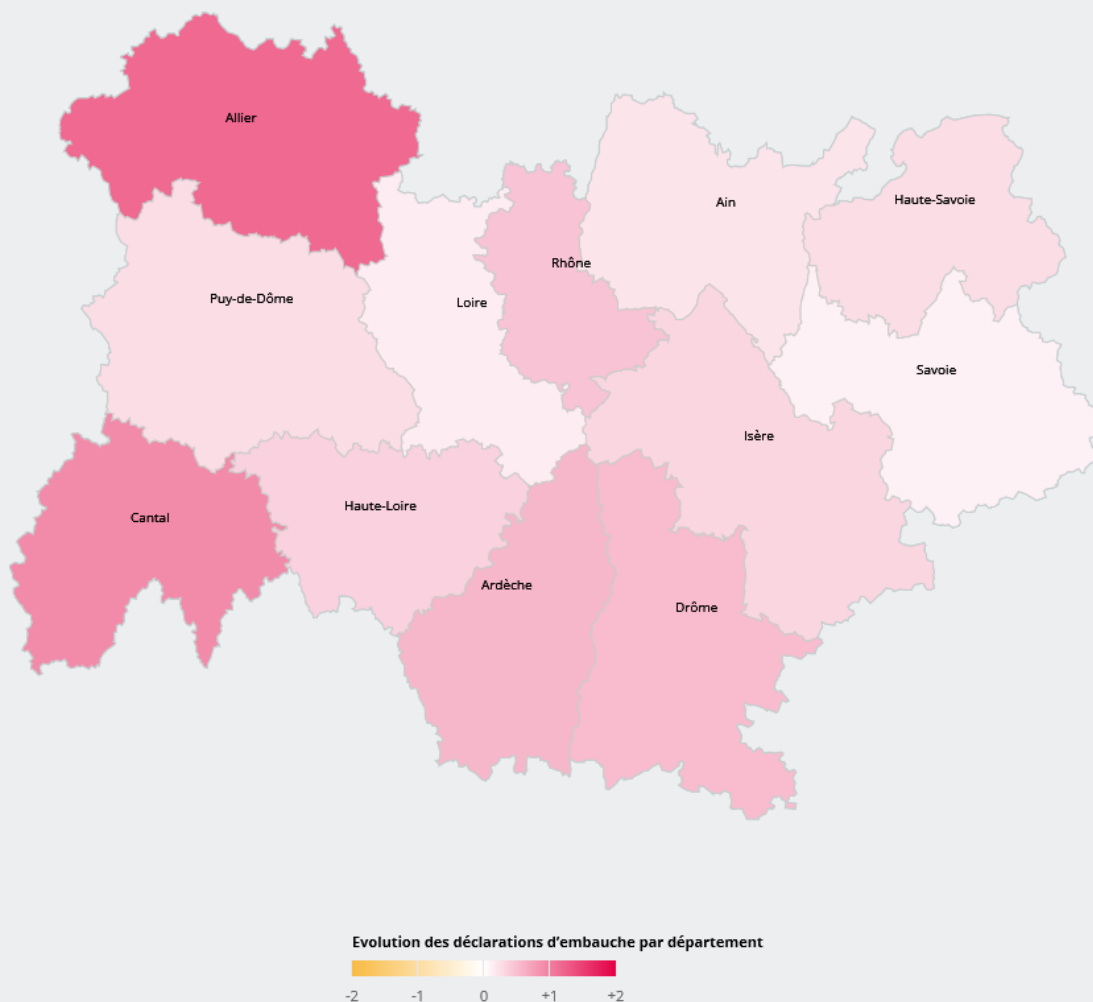 Allier
Ain
Haute-Savoie
Rhône
Puy-de-Dôme
Loire
Savoie
Isère
Haute-Loire
Cantal
Ardèche
Drôme
Evolution des déclarations d’embauche par département
-2 -1 0 +1 +2